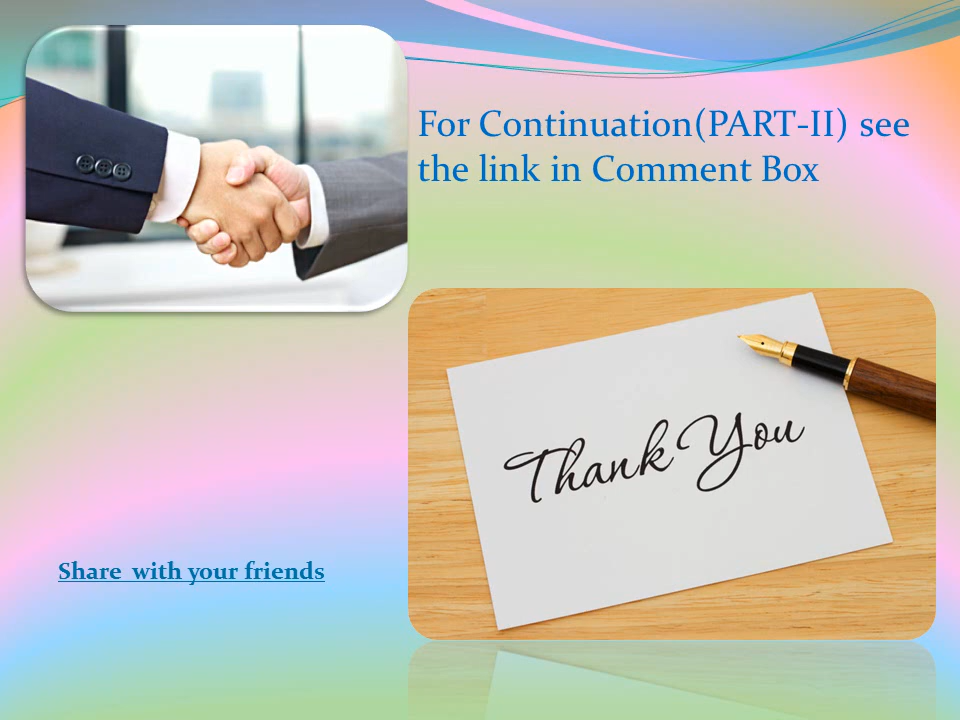 For Continuation(PART-II) see
the link in Comment Box
Thank You
Share with your friends